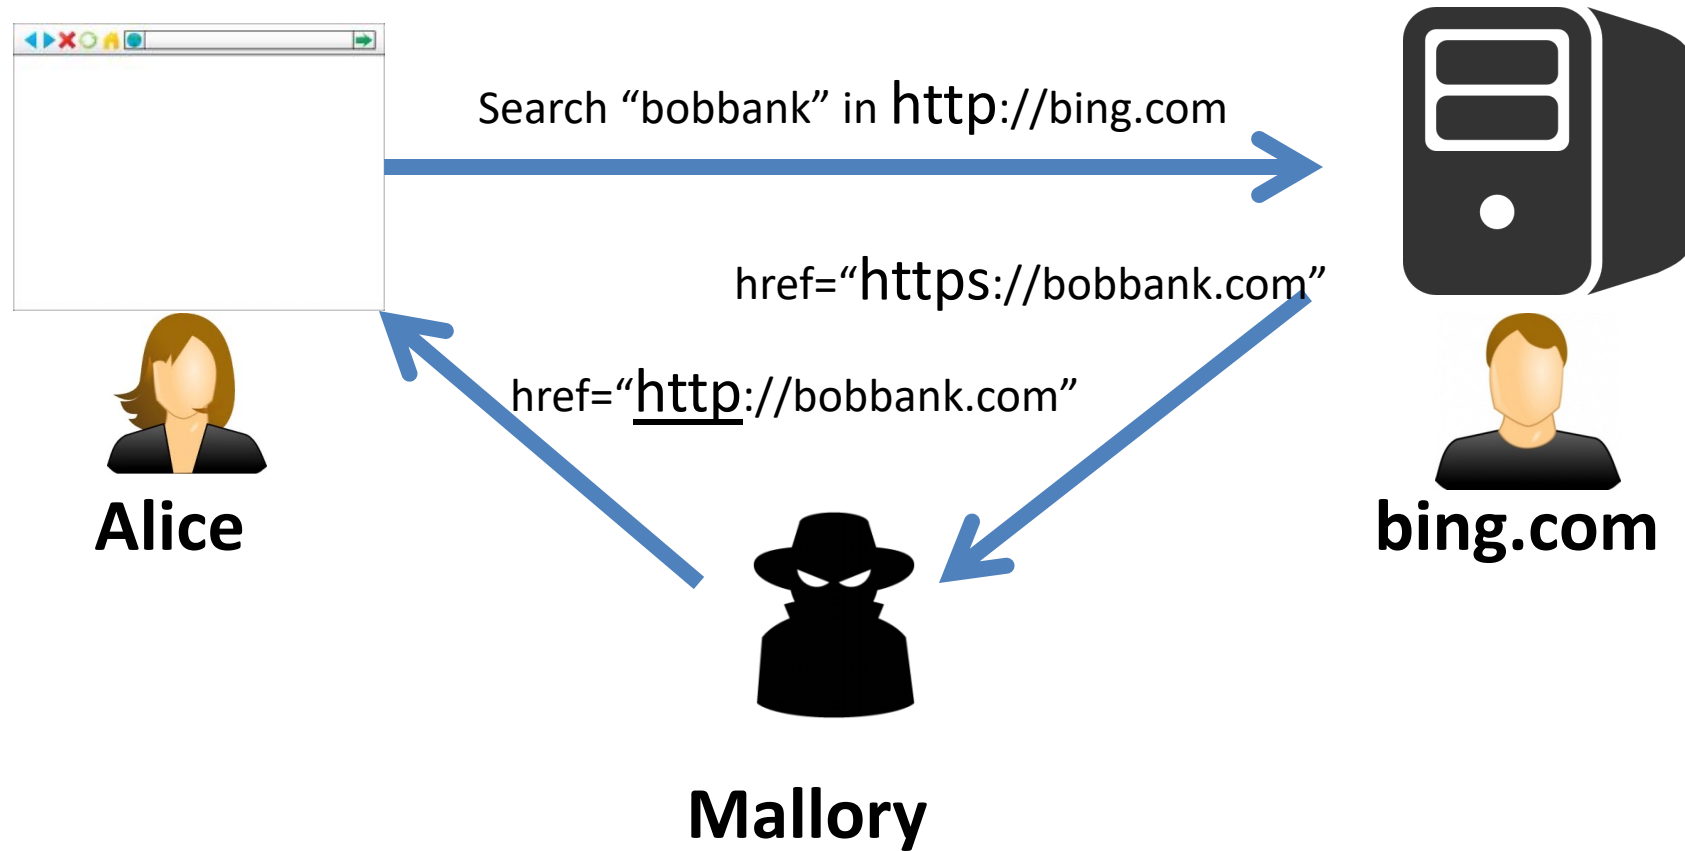 Search “bobbank” in http://bing.com
href=“https://bobbank.com”
href=“http://bobbank.com”
Alice
bing.com
Mallory